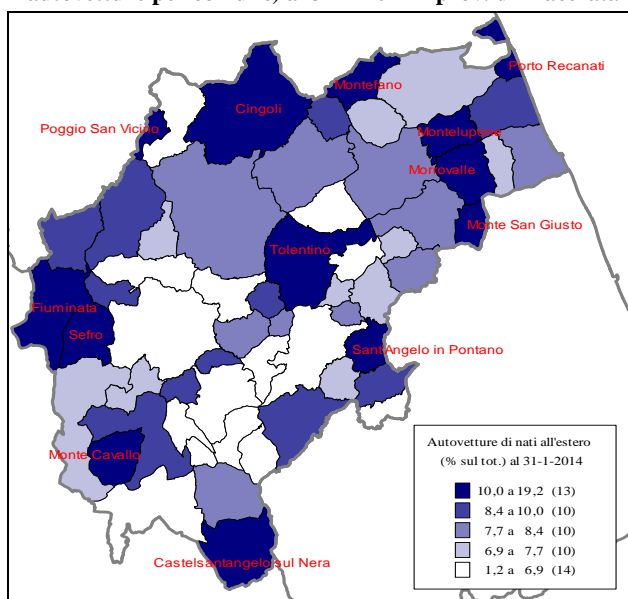 Porto Recanati
Montefano
Cingoli
Poggio San Vicino
Montelupone
Morrovalle
Monte San Giusto
Tolentino
Fiuminata
Sefro
Sant'Angelo in Pontano
Monte Cavallo
Castelsantangelo sul Nera
Autovetture di nati all'estero
(% sul tot.) al 31-1-2014
10,0 a 19,2 (13)
8,4 a 10,0 (10)
7,7 a 8,4 (10)
6,9 a 7,7 (10)
1,2 a 6,9 (14)